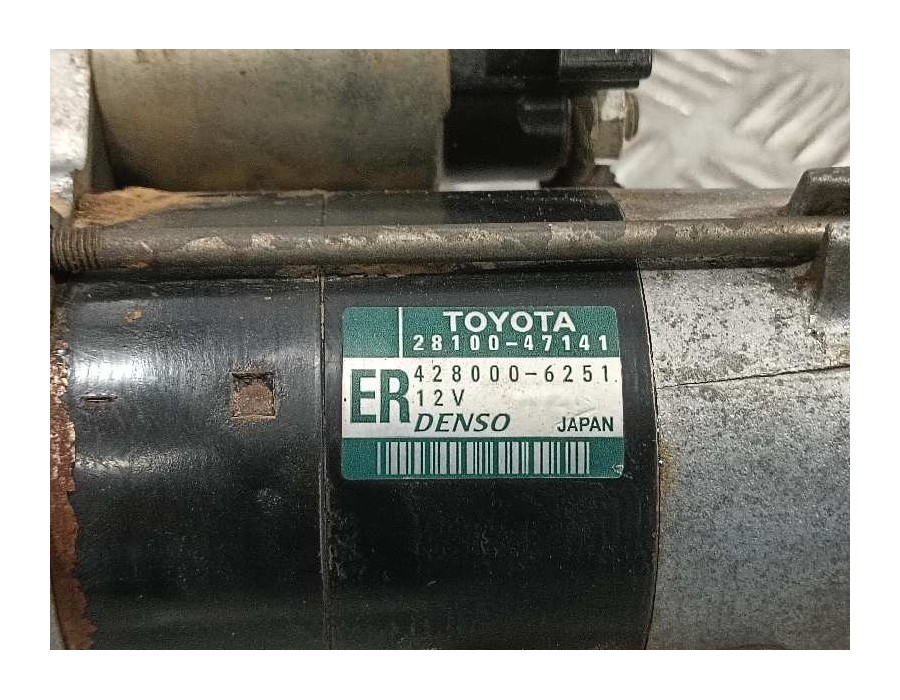 TOYOTA
28100-47141
ER
428000-6251.
12V
DENSO JAPAN